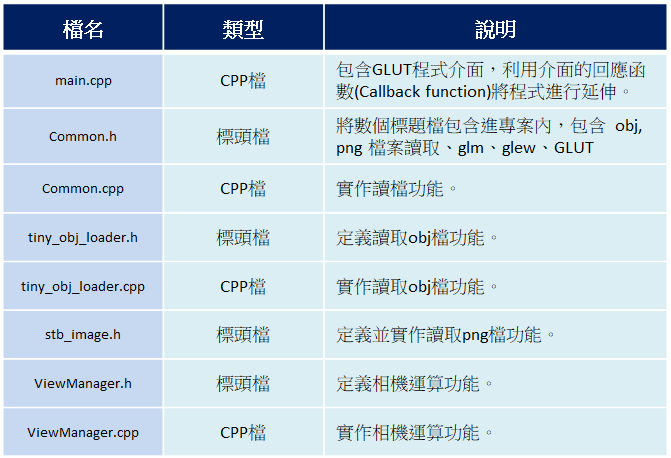 檔名 類型 說明
main.cpp CPP檔 包含GLUT程式介面，利用介面的回應函
數(Callback function)將程式進行延伸。
Common.h 標頭檔 將數個標題檔包含進專案內，包含 obj,
png 檔案讀取、glm、glew、GLUT
Common.cpp CPP檔 實作讀檔功能。
tiny_obj_loader.h 標頭檔 定義讀取obj檔功能。
tiny_obj_loader.cpp CPP檔 實作讀取obj檔功能。
stb_image.h 標頭檔 定義並實作讀取png檔功能。
ViewManager.h 標頭檔 定義相機運算功能。
ViewManager.cpp CPP檔 實作相機運算功能。